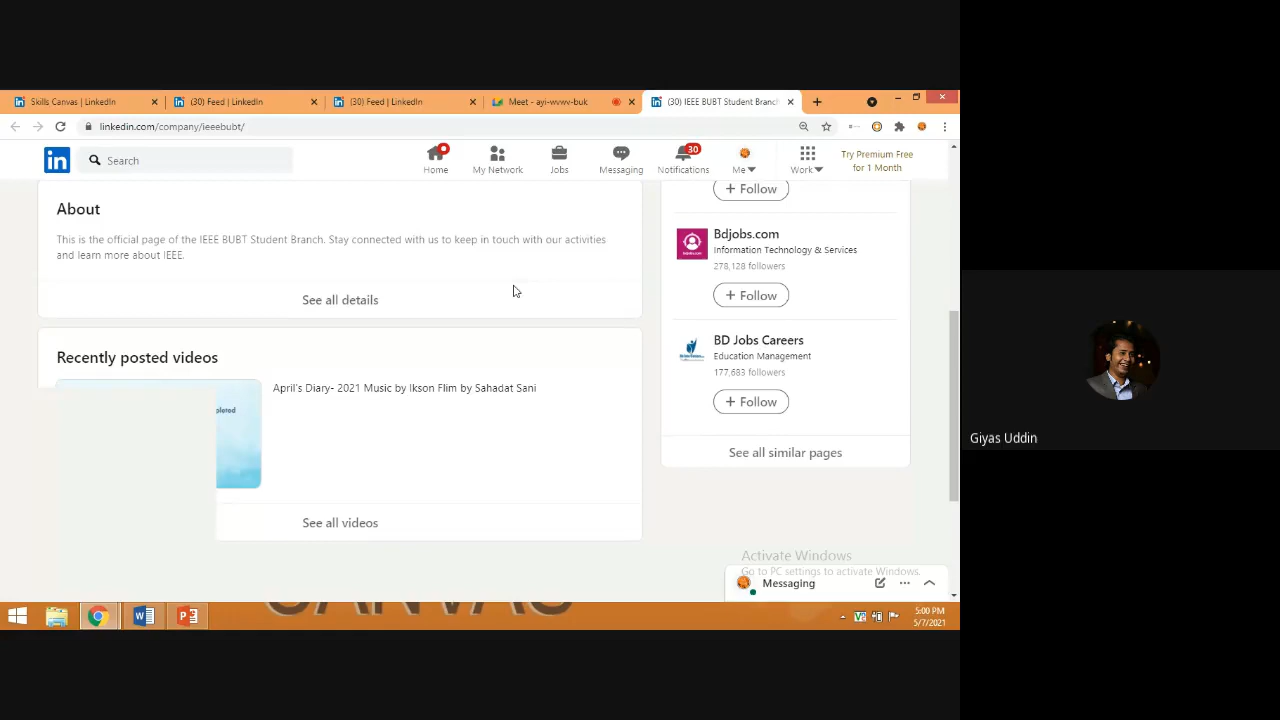 Skills Canvas | LinkedIn
(30) Feed | LinkedIn
(30) Feed | LinkedIn
Meet - ayi-wvwv-buk
(30) IEEE BUBT Student Branch
linkedin.com/company/ieeebubt/
in
Search
Home
My Network
Jobs
Messaging
30
Notifications
Me
Work
Try Premium Free
for 1 Month
About
This is the official page of the IEEE BUBT Student Branch. Stay connected with us to keep in touch with our activities
and learn more about IEEE.
See all details
Recently posted videos
pleted
April's Diary- 2021 Music by Ikson Flim by Sahadat Sani
See all videos
+ Follow
Bdjobs.com
Information Technology & Services
278,128 followers
+ Follow
BD Jobs Careers
Education Management
177,683 followers
+ Follow
See all similar pages
Activate Windows
Go to PC settings to activate Windows.
Messaging
CANVAS
5:00 PM
5/7/2021
Giyas Uddin